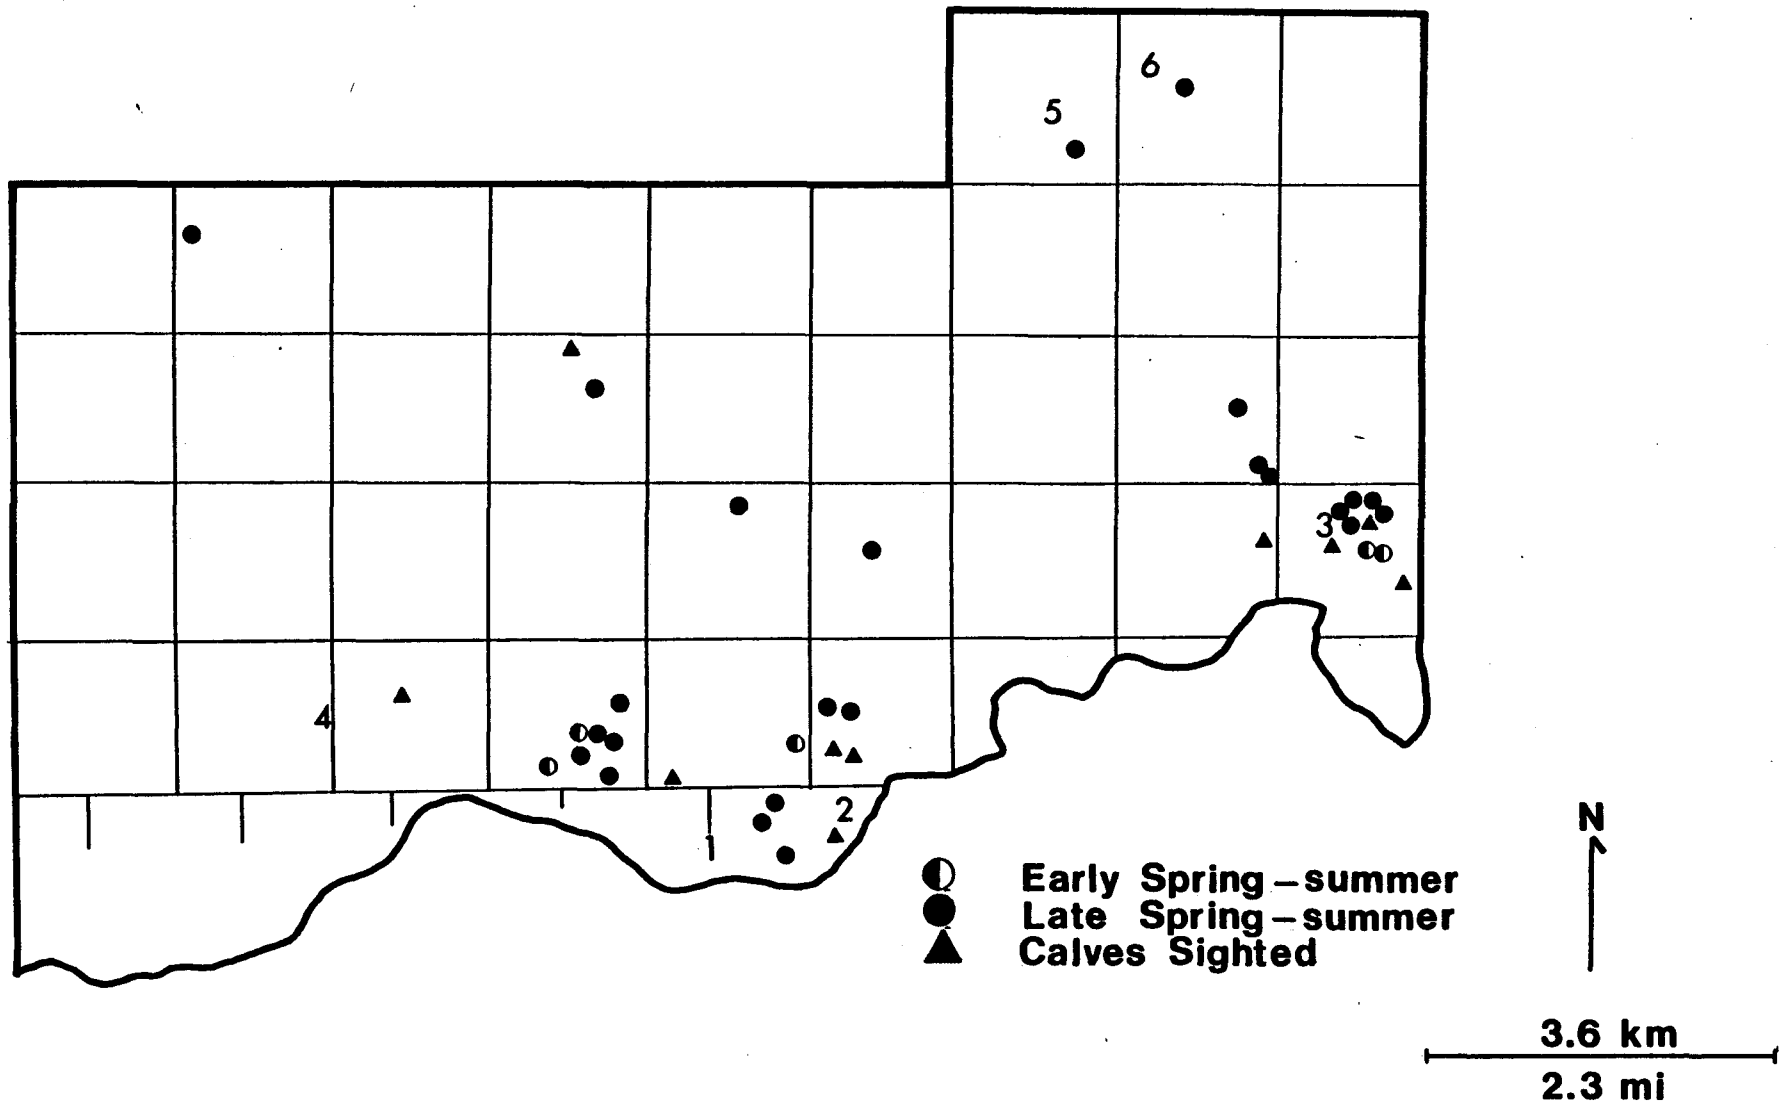 6
5
3
4
2
1
N
Early Spring–summer
Late Spring–summer
Calves Sighted
3.6 km
2.3 mi